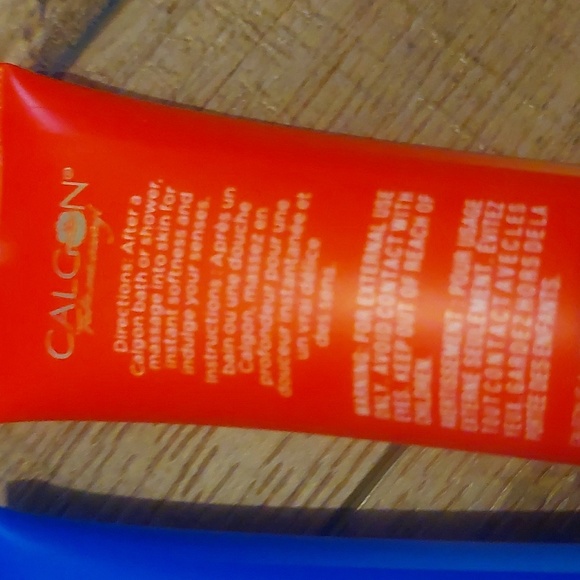 CALGON®
Directions: After a
Calgon bath or shower,
massage into skin for
instant softness and
indulge your senses.
Instructions : Après un
bain ou une douche
Calgon, massez en
profondeur pour une
douceur instantanée et
un vrai délice
des sens.
WARNING: FOR EXTERNAL USE
ONLY. AVOID CONTACT WITH
EYES. KEEP OUT OF REACH OF
CHILDREN.
AVERTISSEMENT : POUR USAGE
EXTERNE SEULEMENT. ÉVITEZ
TOUT CONTACT AVEC LES
YEUX. GARDEZ HORS DE LA
PORTÉE DES ENFANTS.